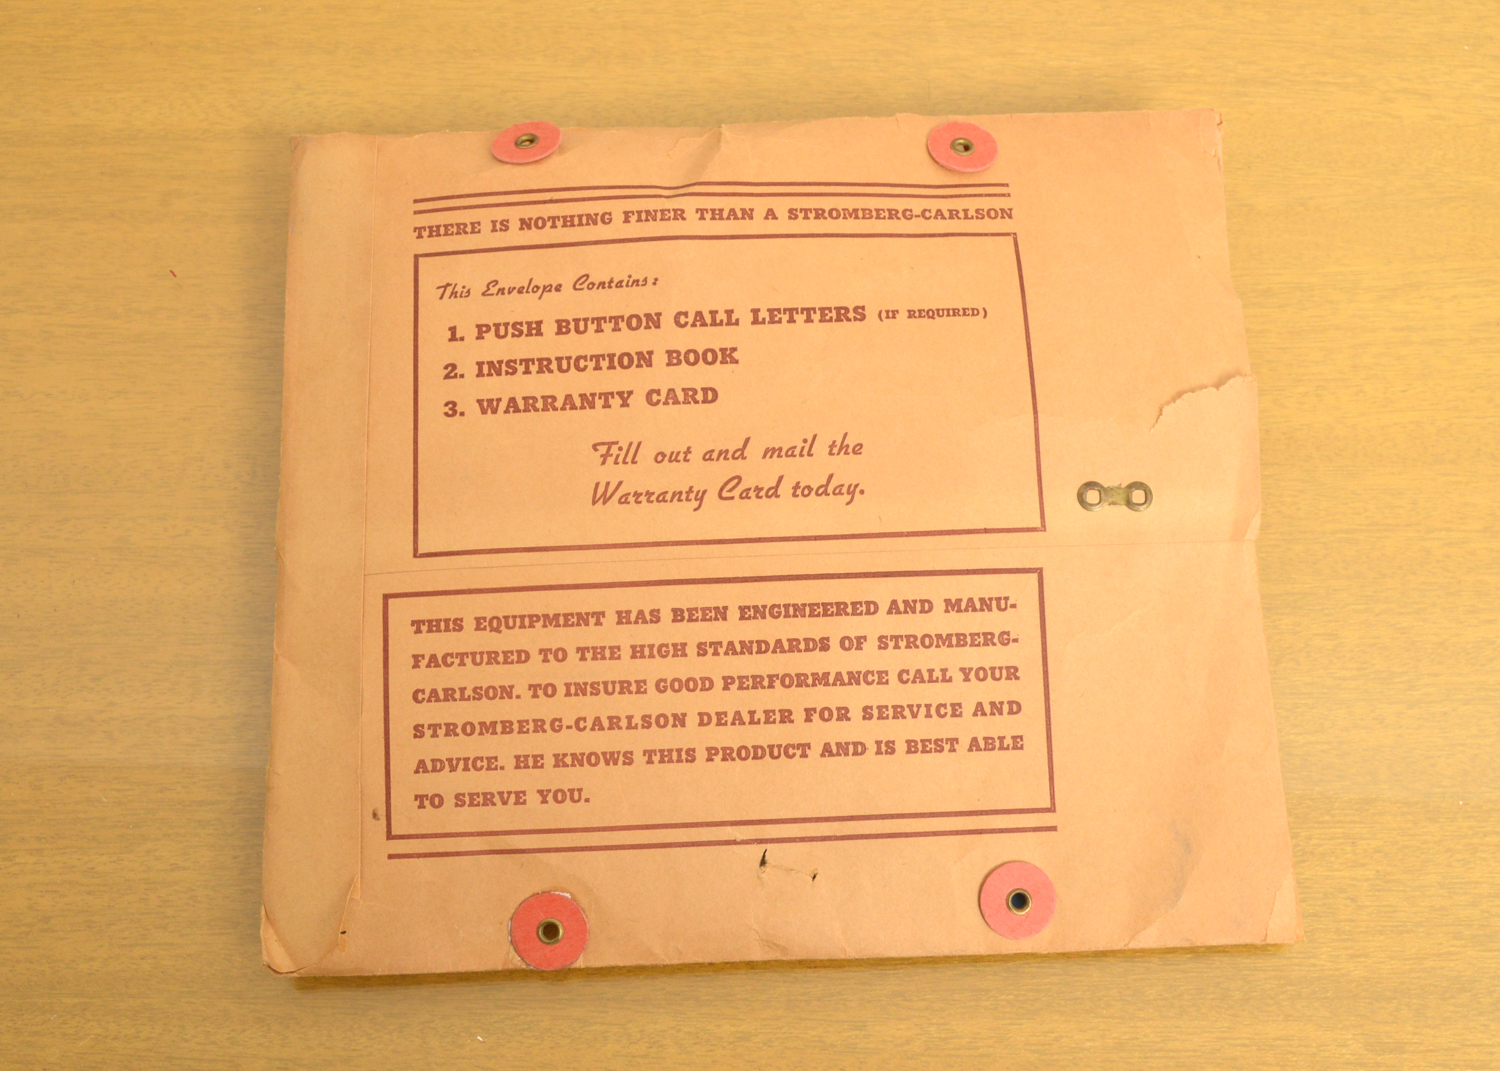 THERE IS NOTHING FINER THAN A STROMBERG-CARLSON
This Envelope Contains:
1. PUSH BUTTON CALL LETTERS (IF REQUIRED)
2. INSTRUCTION BOOK
3. WARRANTY CARD
Fill out and mail the
Warranty Card today.
THIS EQUIPMENT HAS BEEN ENGINEERED AND MANU-
FACTURED TO THE HIGH STANDARDS OF STROMBERG-
CARLSON. TO INSURE GOOD PERFORMANCE CALL YOUR
STROMBERG-CARLSON DEALER FOR SERVICE AND
ADVICE. HE KNOWS THIS PRODUCT AND IS BEST ABLE
TO SERVE YOU.